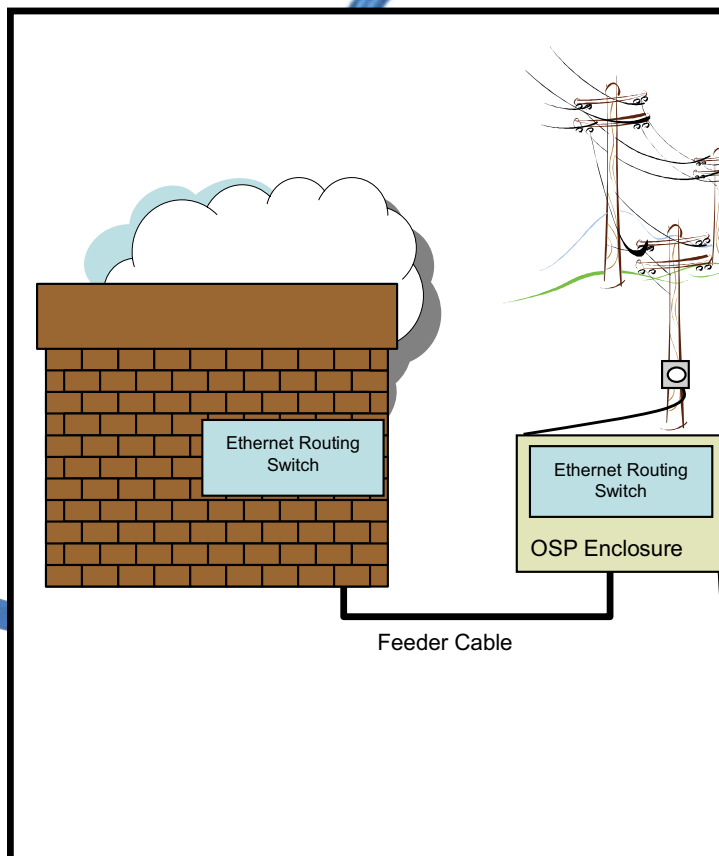 Ethernet Routing
Switch
Ethernet Routing
Switch
OSP Enclosure
Feeder Cable